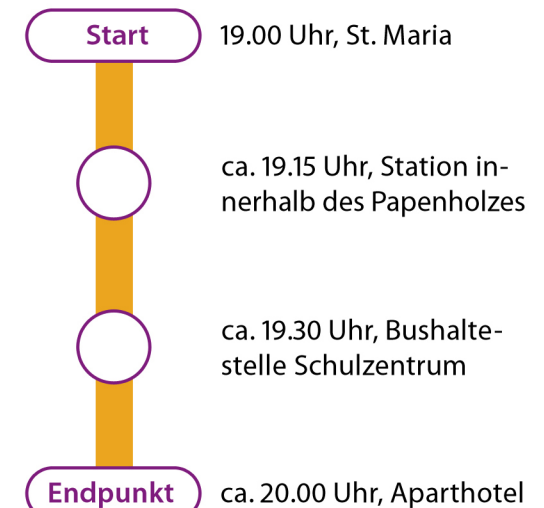 Start
19.00 Uhr, St. Maria
ca. 19.15 Uhr, Station in-
nerhalb des Papenholzes
ca. 19.30 Uhr, Bushalte-
stelle Schulzentrum
Endpunkt
ca. 20.00 Uhr, Aparthotel